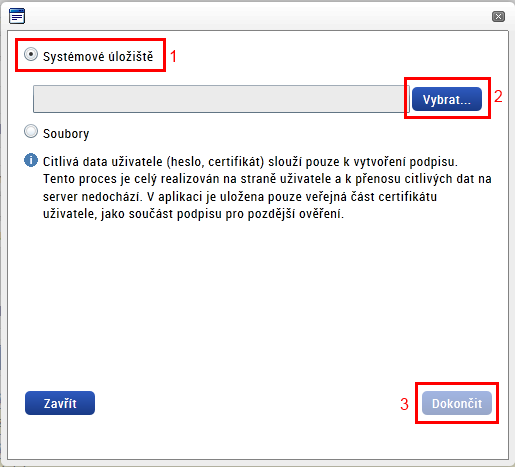 Systémové úložiště 1
Vybrat... 2
Soubory
i Citlivá data uživatele (heslo, certifikát) slouží pouze k vytvoření podpisu.
Tento proces je celý realizován na straně uživatele a k přenosu citlivých dat na
server nedochází. V aplikaci je uložena pouze veřejná část certifikátu
uživatele, jako součást podpisu pro pozdější ověření.
Zavřít 3 Dokončit